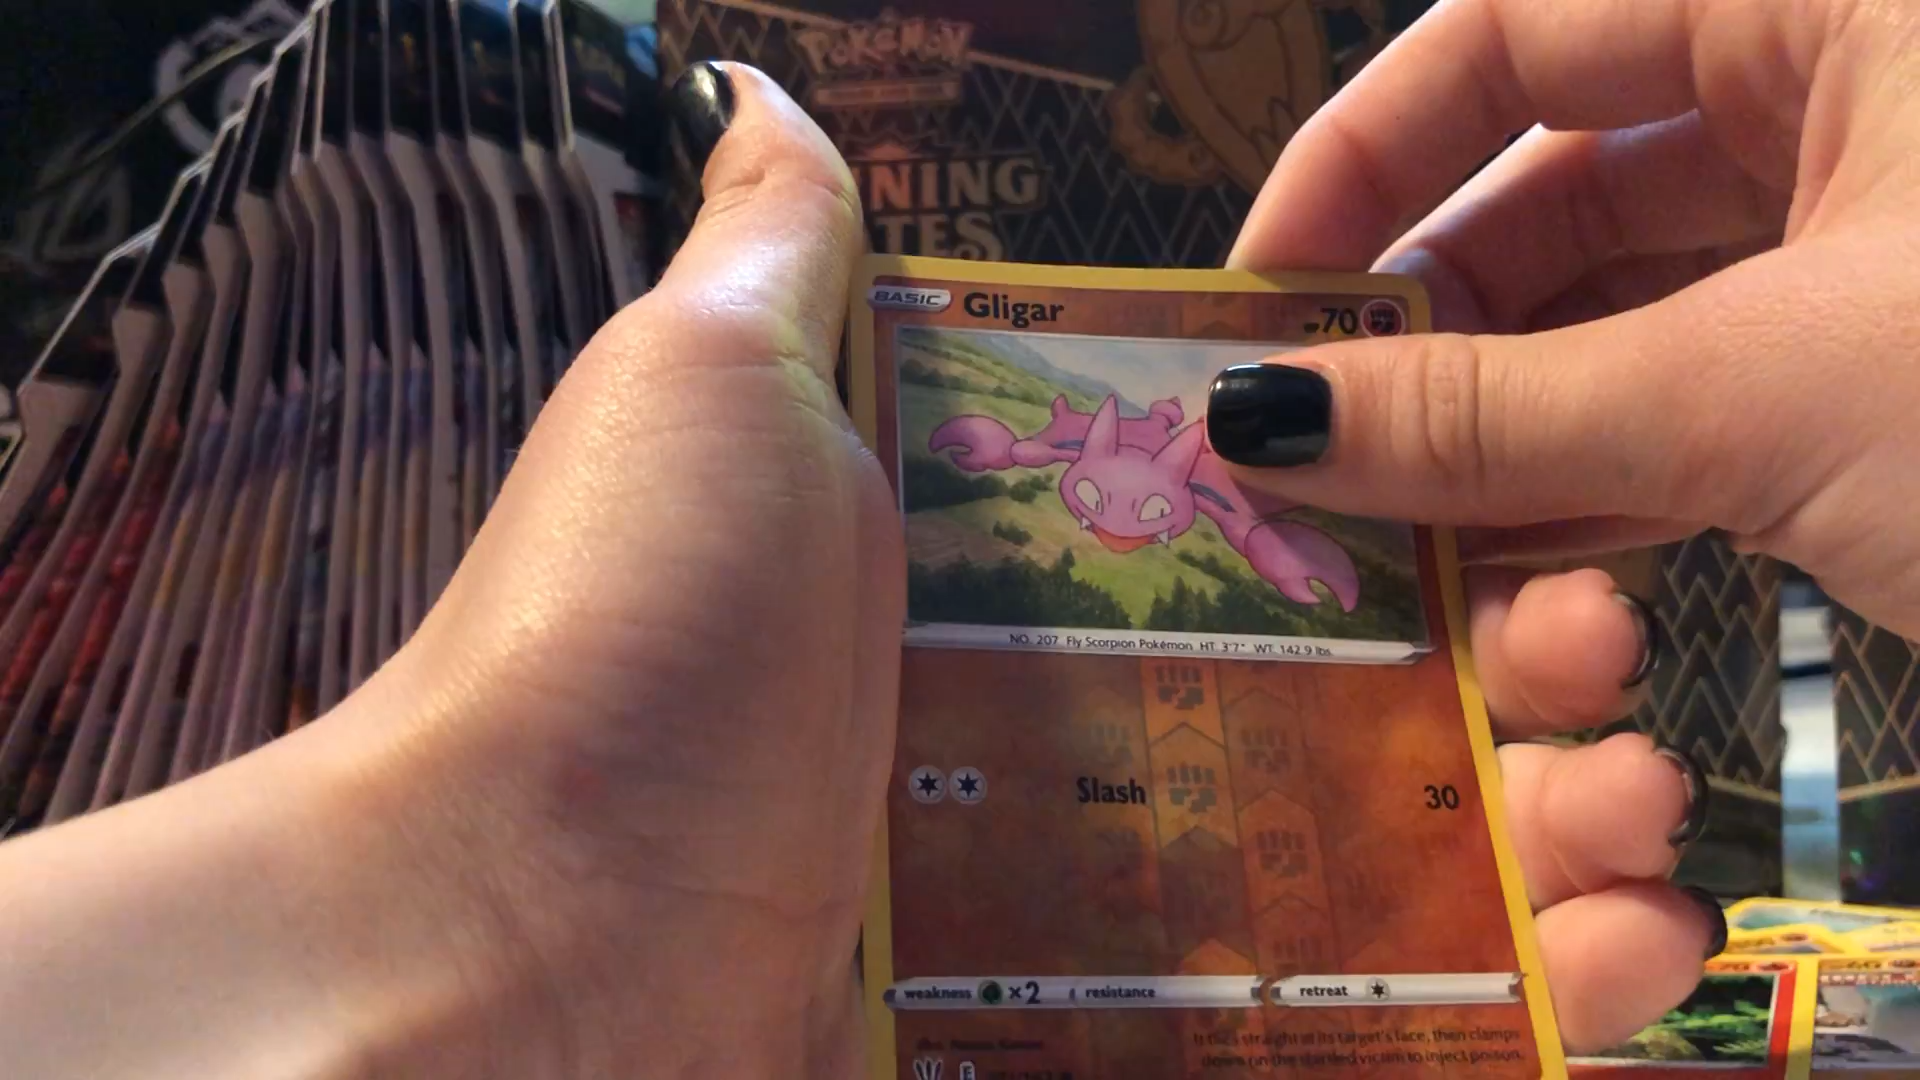 POKÉMON
NING
TES
BASIC Gligar 70
NO. 207 Fly Scorpion Pokémon HT 3'7" WT 142.9 lbs.
Slash 30
weakness ×2 resistance retreat
It flies straight at its target's face, then clamps
down on the startled victim to inject poison.
E